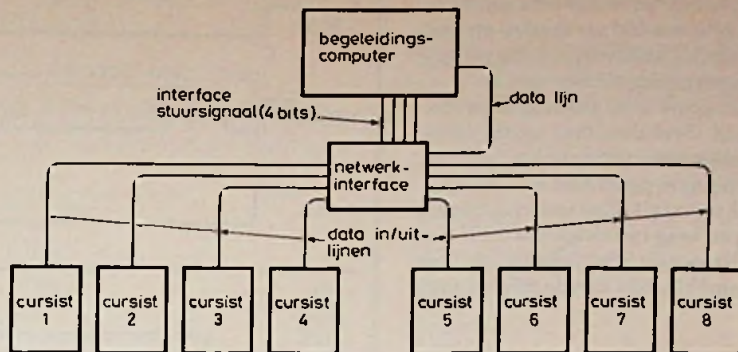 begeleidings-
computer
interface
stuursignaal (4 bits)
data lijn
netwerk-
interface
data in/uit-
lijnen
cursist
1
cursist
2
cursist
3
cursist
4
cursist
5
cursist
6
cursist
7
cursist
8